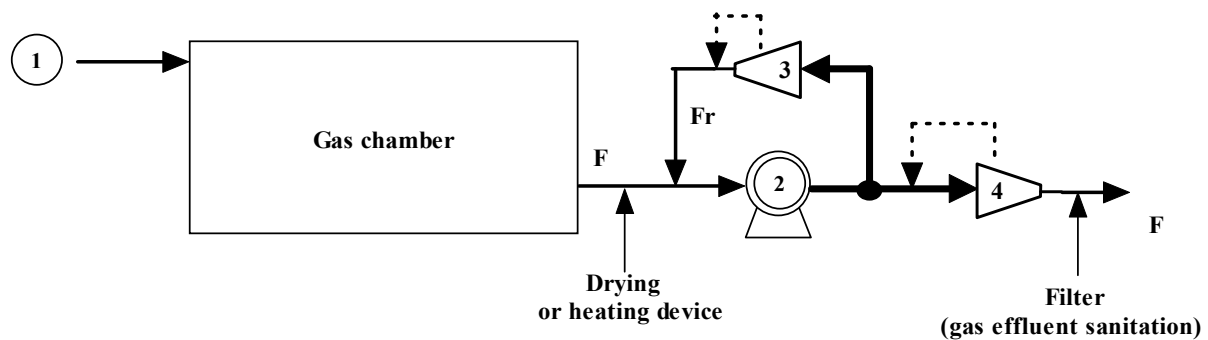 1
Gas chamber
3
Fr
F
2
4
F
Drying
or heating device
Filter
(gas effluent sanitation)